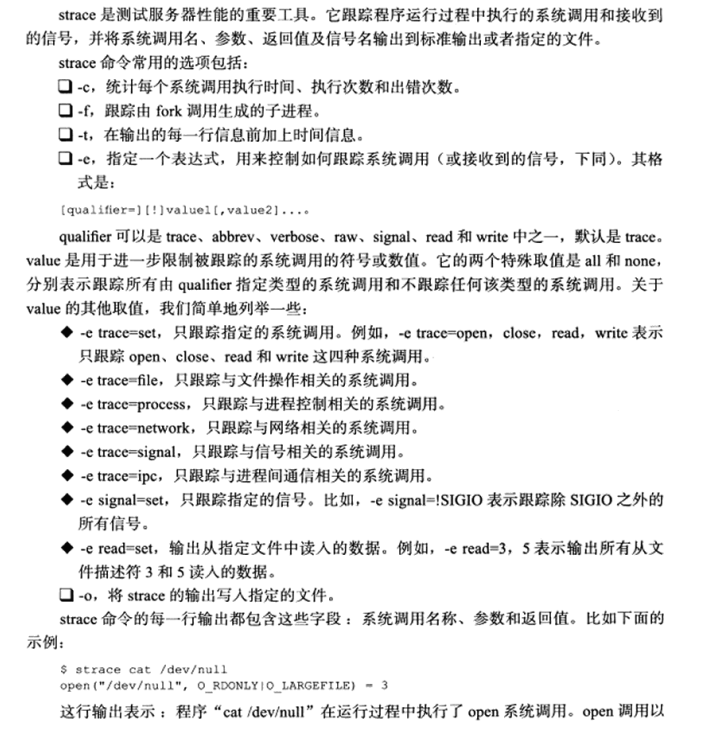 strace 是测试服务器性能的重要工具。它跟踪程序运行过程中执行的系统调用和接收到
的信号，并将系统调用名、参数、返回值及信号名输出到标准输出或者指定的文件。
strace 命令常用的选项包括：
❑ -c，统计每个系统调用执行时间、执行次数和出错次数。
❑ -f，跟踪由 fork 调用生成的子进程。
❑ -t，在输出的每一行信息前加上时间信息。
❑ -e，指定一个表达式，用来控制如何跟踪系统调用（或接收到的信号，下同）。其格
式是：
[qualifier=][!]value1[,value2]...。
qualifier 可以是 trace、abbrev、verbose、raw、signal、read 和 write 中之一，默认是 trace。
value 是用于进一步限制被跟踪的系统调用的符号或数值。它的两个特殊取值是 all 和 none，
分别表示跟踪所有由 qualifier 指定类型的系统调用和不跟踪任何该类型的系统调用。关于
value 的其他取值，我们简单地列举一些：
◆ -e trace=set，只跟踪指定的系统调用。例如，-e trace=open，close，read，write 表示
只跟踪 open、close、read 和 write 这四种系统调用。
◆ -e trace=file，只跟踪与文件操作相关的系统调用。
◆ -e trace=process，只跟踪与进程控制相关的系统调用。
◆ -e trace=network，只跟踪与网络相关的系统调用。
◆ -e trace=signal，只跟踪与信号相关的系统调用。
◆ -e trace=ipc，只跟踪与进程间通信相关的系统调用。
◆ -e signal=set，只跟踪指定的信号。比如，-e signal=!SIGIO 表示跟踪除 SIGIO 之外的
所有信号。
◆ -e read=set，输出从指定文件中读入的数据。例如，-e read=3，5 表示输出所有从文
件描述符 3 和 5 读入的数据。
❑ -o，将 strace 的输出写入指定的文件。
strace 命令的每一行输出都包含这些字段：系统调用名称、参数和返回值。比如下面的
示例：
$ strace cat /dev/null
open("/dev/null", O_RDONLY|O_LARGEFILE) = 3
这行输出表示：程序“cat /dev/null”在运行过程中执行了 open 系统调用。open 调用以